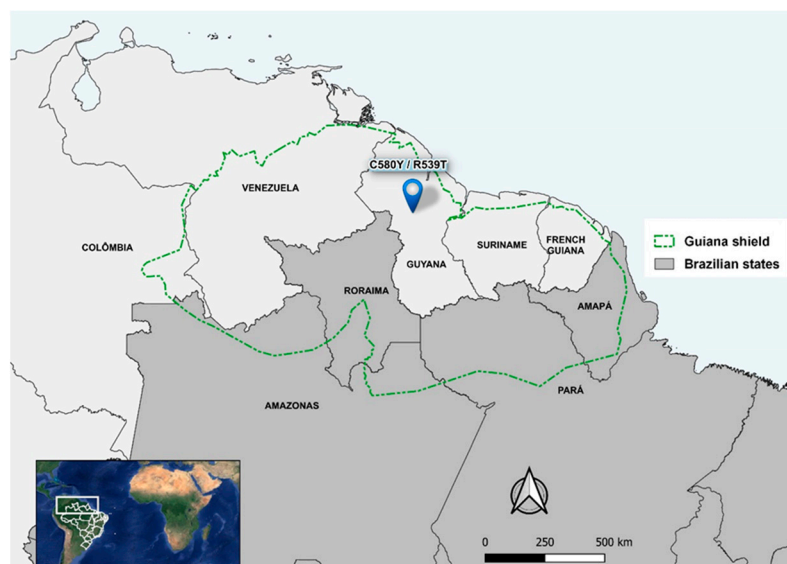 C580Y / R539T
VENEZUELA
COLÔMBIA
GUYANA
SURINAME
FRENCH
GUIANA
RORAIMA
AMAPÁ
AMAZONAS
PARÁ
Guiana shield
Brazilian states
0 250 500 km